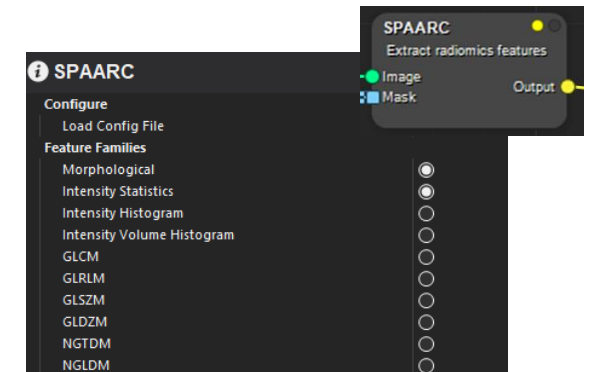 SPAARC
Extract radiomics features
Image
Output
Mask
SPAARC
Configure
Load Config File
Feature Families
Morphological
Intensity Statistics
Intensity Histogram
Intensity Volume Histogram
GLCM
GLRLM
GLSZM
GLDZM
NGTDM
NGLDM